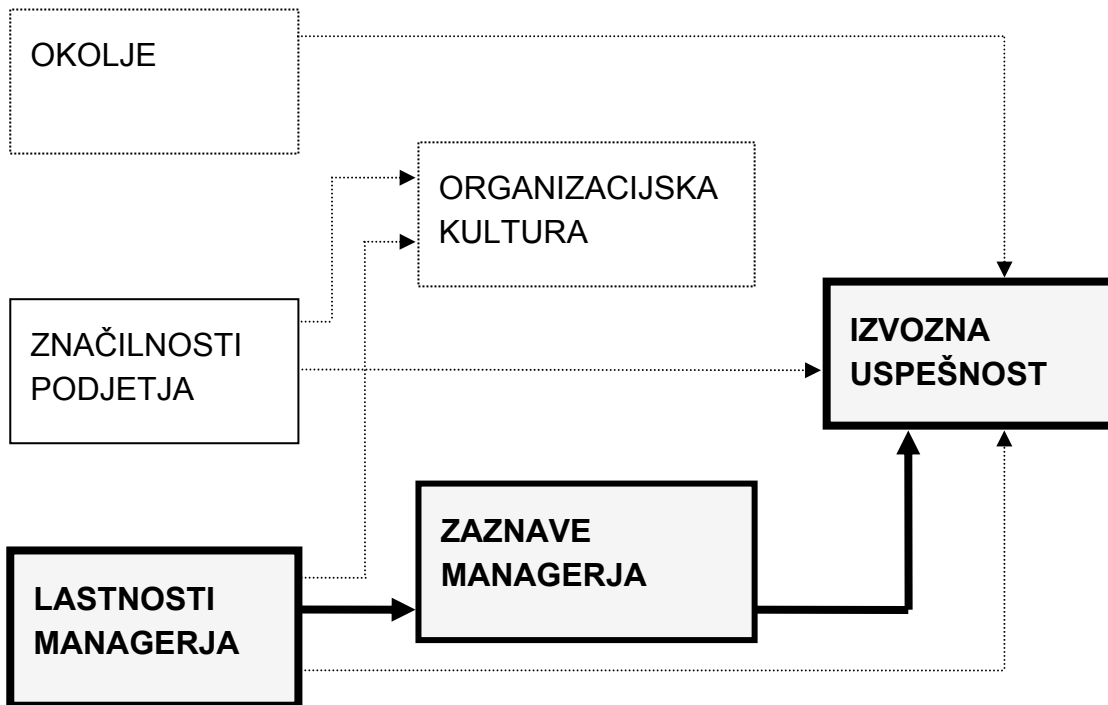 OKOLJE
ORGANIZACIJSKA
KULTURA
ZNAČILNOSTI
PODJETJA
IZVOZNA
USPEŠNOST
ZAZNAVE
MANAGERJA
LASTNOSTI
MANAGERJA